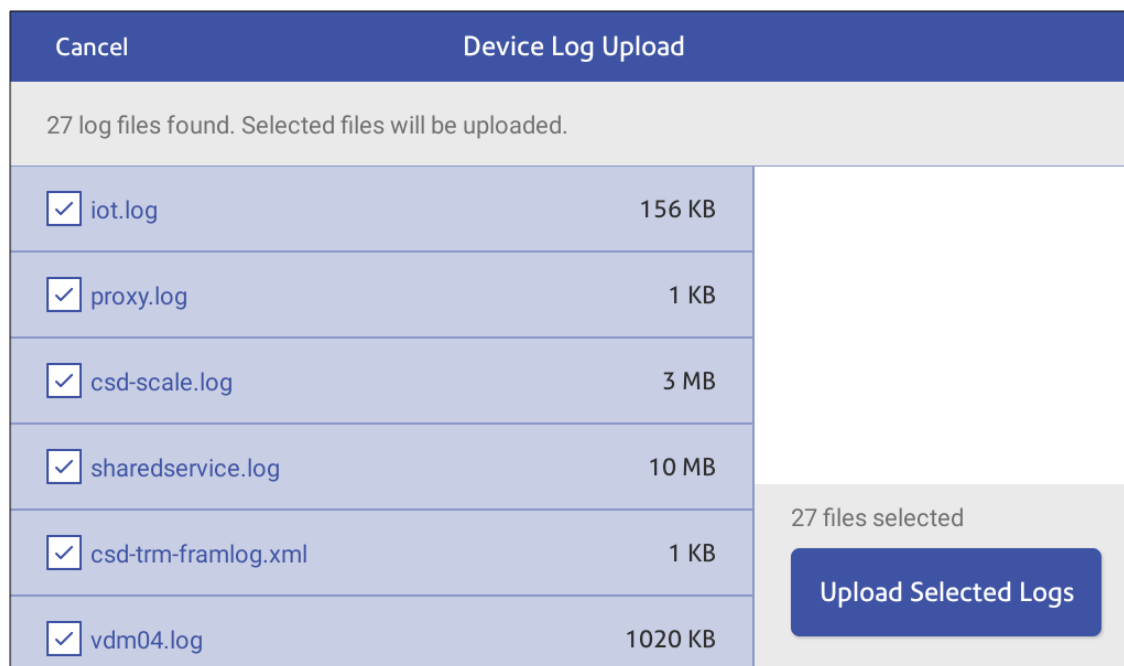 Cancel
Device Log Upload
27 log files found. Selected files will be uploaded.
iot.log 156 KB
proxy.log 1 KB
csd-scale.log 3 MB
sharedservice.log 10 MB
csd-trm-framlog.xml 1 KB
vdm04.log 1020 KB
27 files selected
Upload Selected Logs